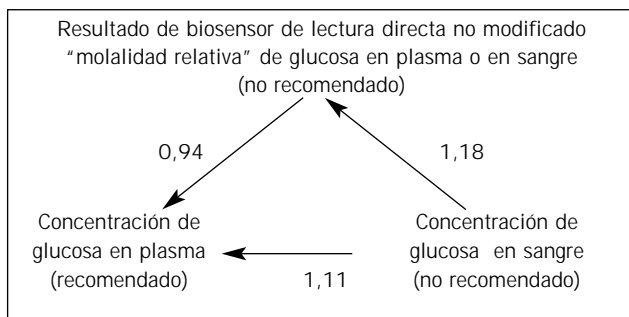 Resultado de biosensor de lectura directa no modificado
“molalidad relativa” de glucosa en plasma o en sangre
(no recomendado)
0,94
1,18
Concentración de
glucosa en plasma
(recomendado)
1,11
Concentración de
glucosa en sangre
(no recomendado)